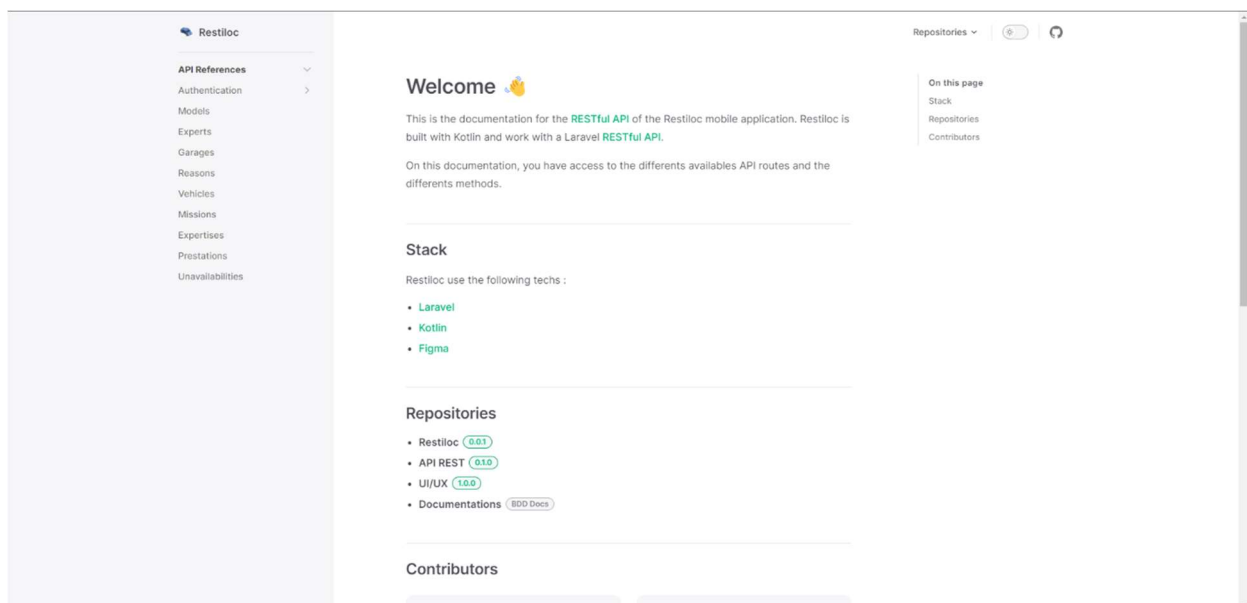 Restiloc
Repositories
API References
Authentication
Models
Experts
Garages
Reasons
Vehicles
Missions
Expertises
Prestations
Unavailabilities
Welcome 👋
This is the documentation for the RESTful API of the Restiloc mobile application. Restiloc is
built with Kotlin and work with a Laravel RESTful API.
On this documentation, you have access to the differents availables API routes and the
differents methods.
Stack
Restiloc use the following techs :
• Laravel
• Kotlin
• Figma
Repositories
• Restiloc 0.0.1
• API REST 0.1.0
• UI/UX 1.0.0
• Documentations BDD Docs
Contributors
On this page
Stack
Repositories
Contributors